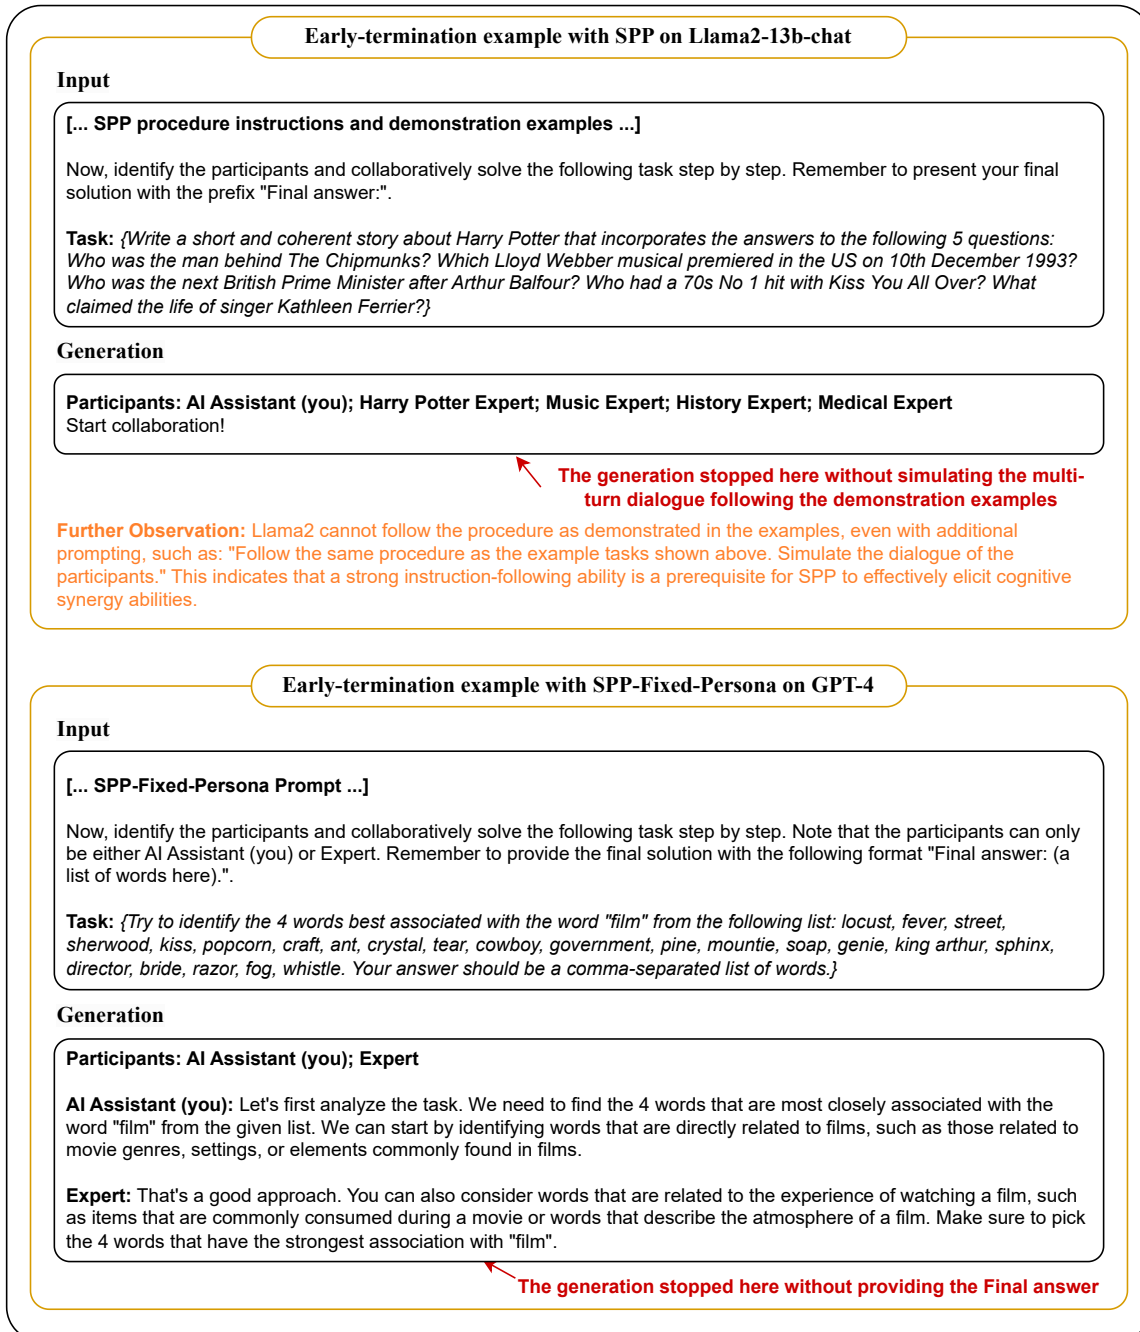 Early-termination example with SPP on Llama2-13b-chat
Input
[... SPP procedure instructions and demonstration examples ...]
Now, identify the participants and collaboratively solve the following task step by step. Remember to present your final
solution with the prefix "Final answer:".
Task: {Write a short and coherent story about Harry Potter that incorporates the answers to the following 5 questions:
Who was the man behind The Chipmunks? Which Lloyd Webber musical premiered in the US on 10th December 1993?
Who was the next British Prime Minister after Arthur Balfour? Who had a 70s No 1 hit with Kiss You All Over? What
claimed the life of singer Kathleen Ferrier?}
Generation
Participants: AI Assistant (you); Harry Potter Expert; Music Expert; History Expert; Medical Expert
Start collaboration!
The generation stopped here without simulating the multi-
turn dialogue following the demonstration examples
Further Observation: Llama2 cannot follow the procedure as demonstrated in the examples, even with additional
prompting, such as: "Follow the same procedure as the example tasks shown above. Simulate the dialogue of the
participants." This indicates that a strong instruction-following ability is a prerequisite for SPP to effectively elicit cognitive
synergy abilities.
Early-termination example with SPP-Fixed-Persona on GPT-4
Input
[... SPP-Fixed-Persona Prompt ...]
Now, identify the participants and collaboratively solve the following task step by step. Note that the participants can only
be either AI Assistant (you) or Expert. Remember to provide the final solution with the following format "Final answer: (a
list of words here).".
Task: {Try to identify the 4 words best associated with the word "film" from the following list: locust, fever, street,
sherwood, kiss, popcorn, craft, ant, crystal, tear, cowboy, government, pine, mountie, soap, genie, king arthur, sphinx,
director, bride, razor, fog, whistle. Your answer should be a comma-separated list of words.}
Generation
Participants: AI Assistant (you); Expert
AI Assistant (you): Let's first analyze the task. We need to find the 4 words that are most closely associated with the
word "film" from the given list. We can start by identifying words that are directly related to films, such as those related to
movie genres, settings, or elements commonly found in films.
Expert: That's a good approach. You can also consider words that are related to the experience of watching a film, such
as items that are commonly consumed during a movie or words that describe the atmosphere of a film. Make sure to pick
the 4 words that have the strongest association with "film".
The generation stopped here without providing the Final answer